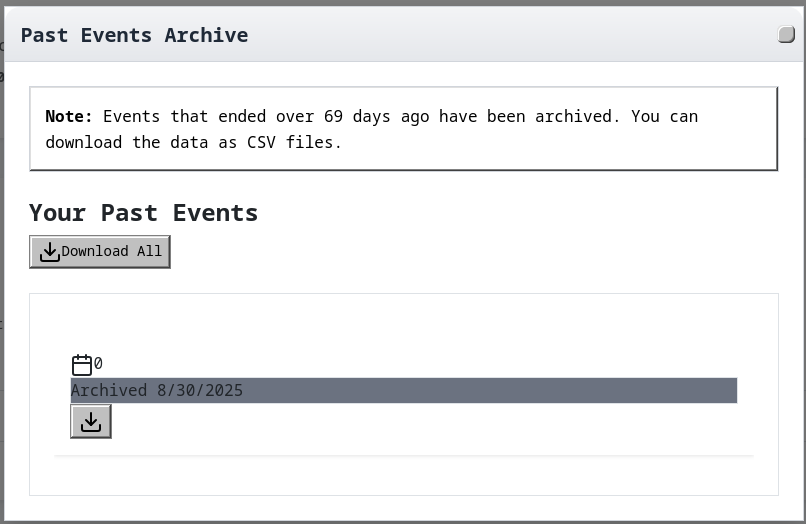 Past Events Archive
Note: Events that ended over 69 days ago have been archived. You can
download the data as CSV files.
Your Past Events
Download All
0
Archived 8/30/2025